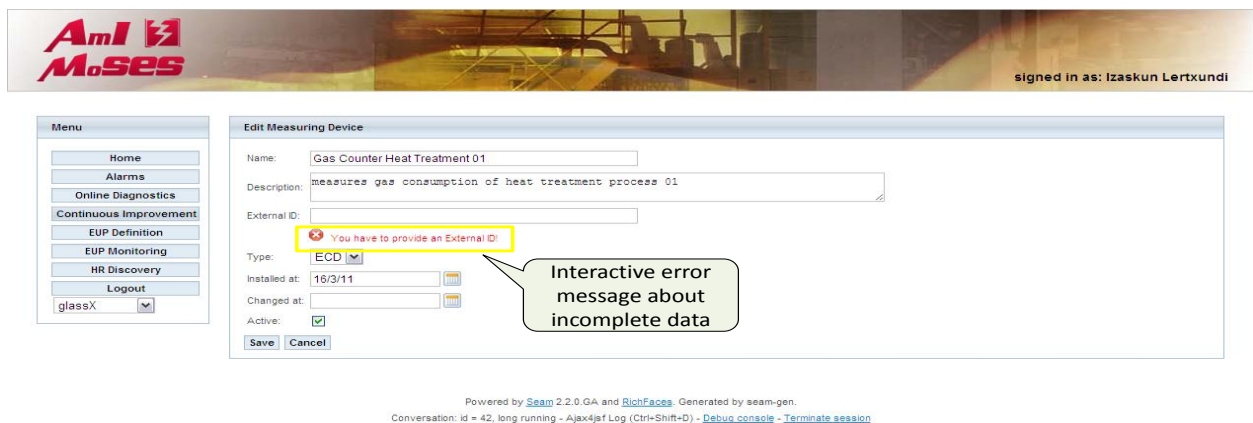 AmI
MoSES
signed in as: Izaskun Lertxundi
Menu
Home
Alarms
Online Diagnostics
Continuous Improvement
EUP Definition
EUP Monitoring
HR Discovery
Logout
glassX
Edit Measuring Device
Name: Gas Counter Heat Treatment 01
Description: measures gas consumption of heat treatment process 01
External ID:
You have to provide an External ID!
Type: ECD
Installed at: 16/3/11
Changed at:
Active:
Save Cancel
Interactive error
message about
incomplete data
Powered by Seam 2.2.0.GA and RichFaces. Generated by seam-gen.
Conversation: id = 42, long running - Ajax4jsf Log (Ctrl+Shift+D) - Debug console - Terminate session